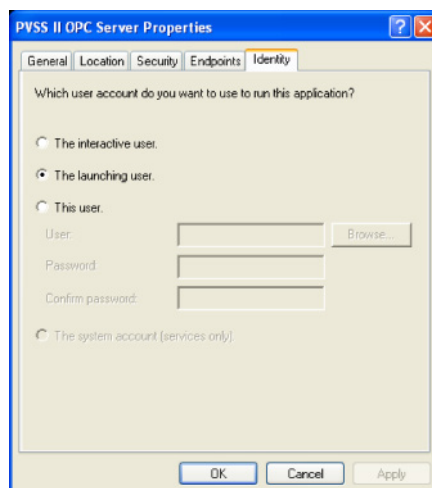 PVSS II OPC Server Properties
General Location Security Endpoints Identity
Which user account do you want to use to run this application?
The interactive user.
The launching user.
This user.
User:
Browse...
Password:
Confirm password:
The system account (services only).
OK Cancel Apply